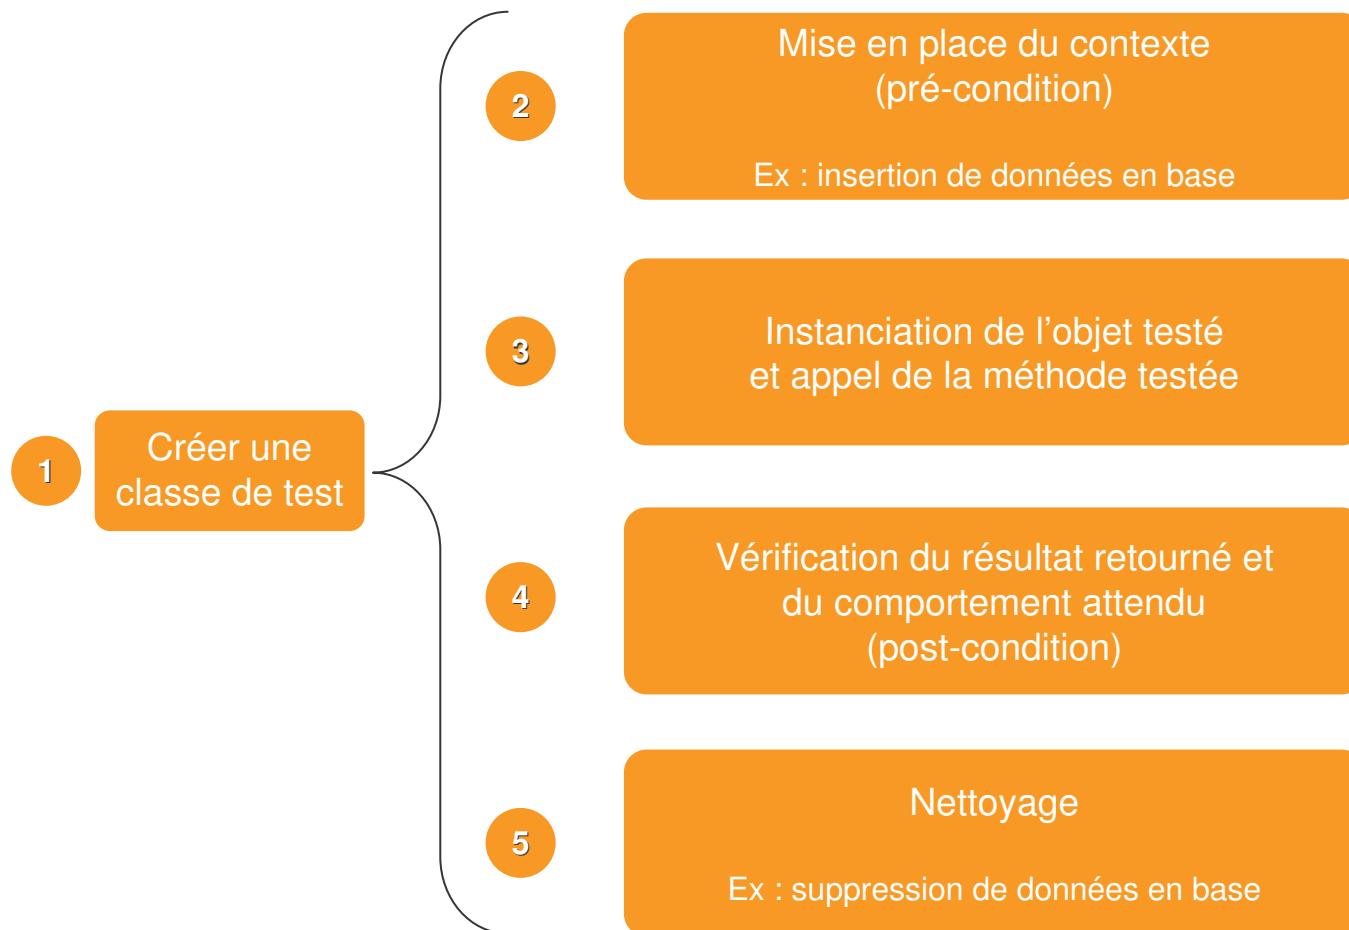 1
Créer une
classe de test
2
Mise en place du contexte
(pré-condition)
Ex : insertion de données en base
3
Instanciation de l’objet testé
et appel de la méthode testée
4
Vérification du résultat retourné et
du comportement attendu
(post-condition)
5
Nettoyage
Ex : suppression de données en base